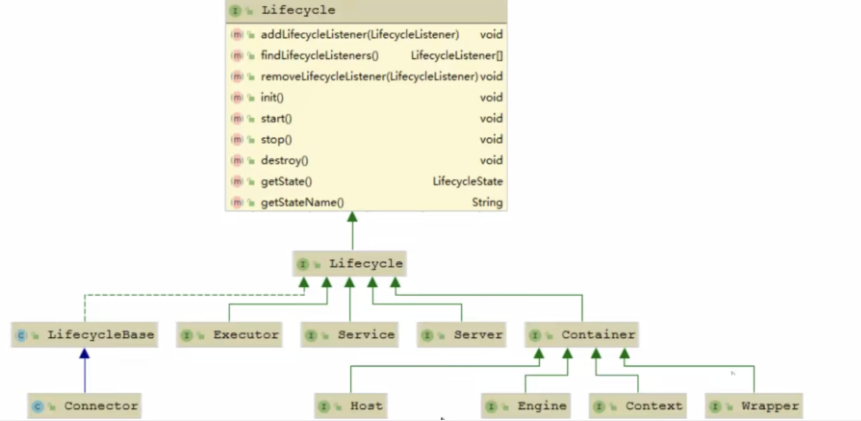 Lifecycle
addLifecycleListener(LifecycleListener) void
findLifecycleListeners() LifecycleListener[]
removeLifecycleListener(LifecycleListener) void
init() void
start() void
stop() void
destroy() void
getState() LifecycleState
getStateName() String
Lifecycle
LifecycleBase Executor Service Server Container
Connector Host Engine Context Wrapper